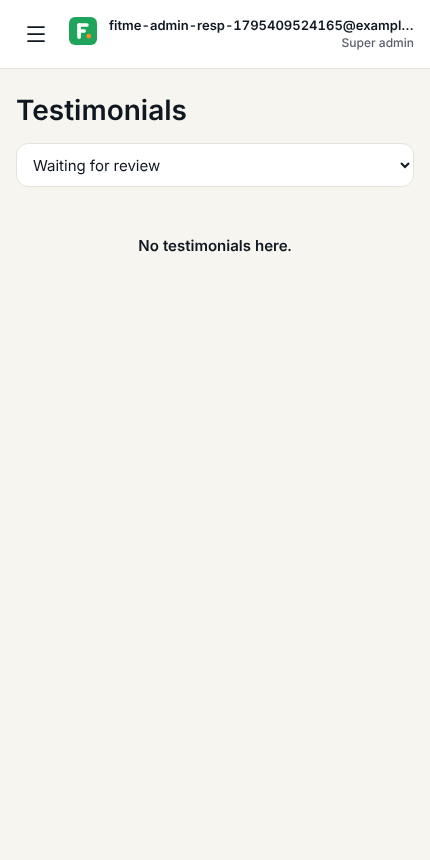 F.
fitme-admin-resp-1795409524165@exampl...
Super admin
Testimonials
Waiting for review
No testimonials here.